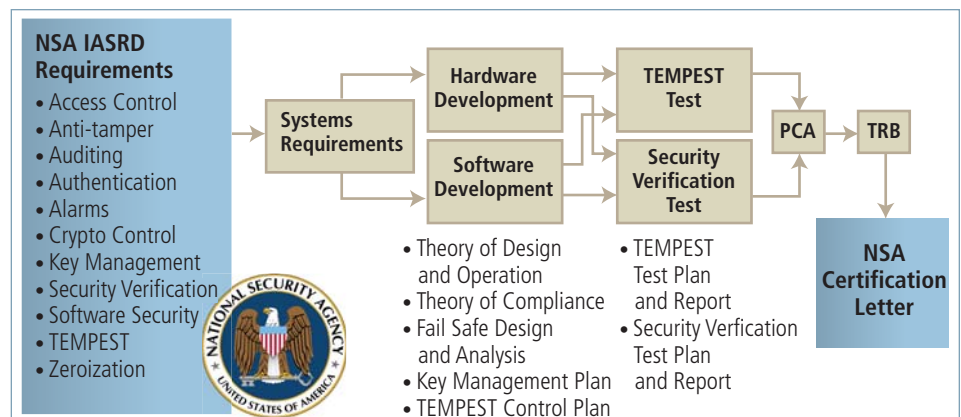 NSA IASRD
Requirements
• Access Control
• Anti-tamper
• Auditing
• Authentication
• Alarms
• Crypto Control
• Key Management
• Security Verification
• Software Security
• TEMPEST
• Zeroization
NATIONAL SECURITY AGENCY
UNITED STATES OF AMERICA
Systems
Requirements
Hardware
Development
Software
Development
• Theory of Design
and Operation
• Theory of Compliance
• Fail Safe Design
and Analysis
• Key Management Plan
• TEMPEST Control Plan
TEMPEST
Test
Security
Verification
Test
• TEMPEST
Test Plan
and Report
• Security Verfication
Test Plan
and Report
PCA
TRB
NSA
Certification
Letter